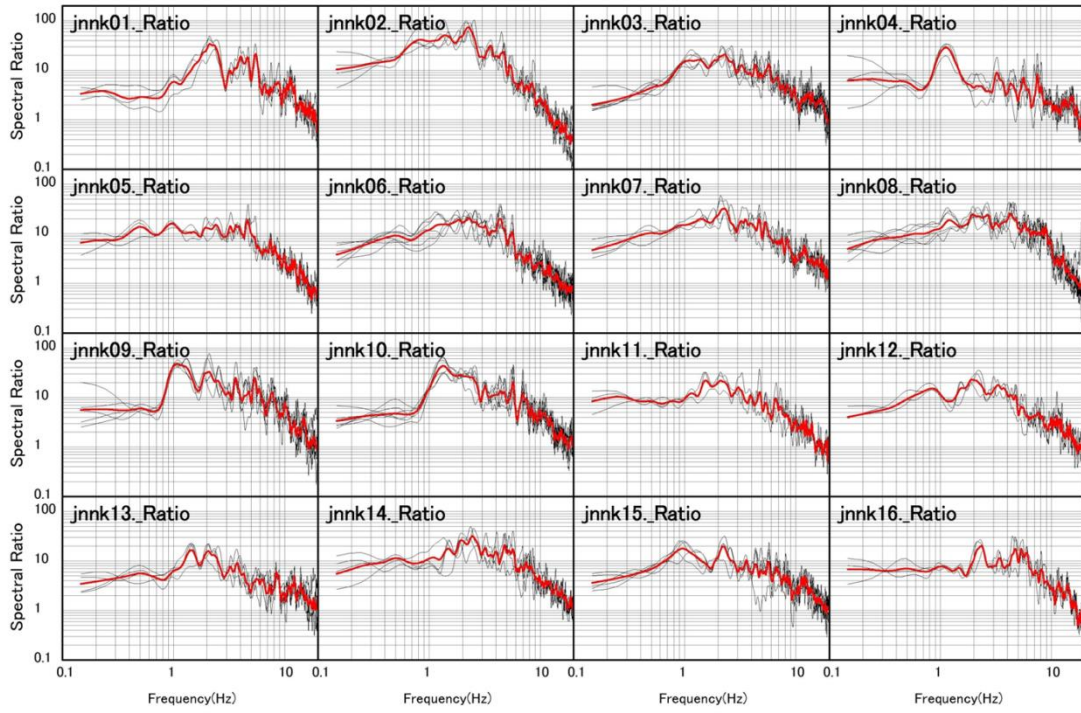 100 jnnk01._Ratio jnnk02._Ratio jnnk03._Ratio jnnk04._Ratio
10
1
0.1
Spectral Ratio
100 jnnk05._Ratio jnnk06._Ratio jnnk07._Ratio jnnk08._Ratio
10
1
0.1
Spectral Ratio
100 jnnk09._Ratio jnnk10._Ratio jnnk11._Ratio jnnk12._Ratio
10
1
0.1
Spectral Ratio
100 jnnk13._Ratio jnnk14._Ratio jnnk15._Ratio jnnk16._Ratio
10
1
0.1
Spectral Ratio
0.1 1 10 0.1 1 10 0.1 1 10 0.1 1 10
Frequency(Hz) Frequency(Hz) Frequency(Hz) Frequency(Hz)